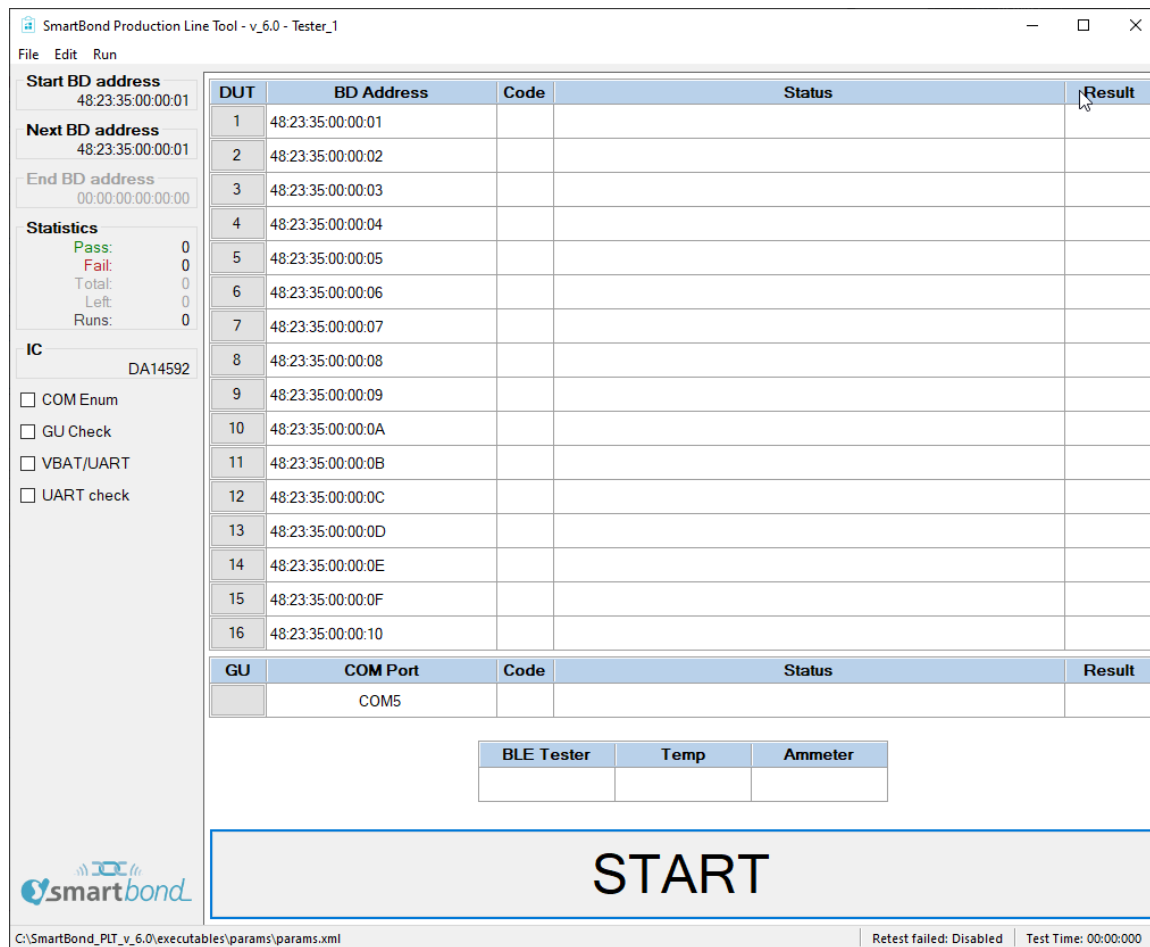 SmartBond Production Line Tool - v_6.0 - Tester_1
File Edit Run
Start BD address
48:23:35:00:00:01
Next BD address
48:23:35:00:00:01
End BD address
00:00:00:00:00:00
Statistics
Pass: 0
Fail: 0
Total: 0
Left: 0
Runs: 0
IC
DA14592
COM Enum
GU Check
VBAT/UART
UART check
smartbond
DUT BD Address Code Status Result
1 48:23:35:00:00:01
2 48:23:35:00:00:02
3 48:23:35:00:00:03
4 48:23:35:00:00:04
5 48:23:35:00:00:05
6 48:23:35:00:00:06
7 48:23:35:00:00:07
8 48:23:35:00:00:08
9 48:23:35:00:00:09
10 48:23:35:00:00:0A
11 48:23:35:00:00:0B
12 48:23:35:00:00:0C
13 48:23:35:00:00:0D
14 48:23:35:00:00:0E
15 48:23:35:00:00:0F
16 48:23:35:00:00:10
GU COM Port Code Status Result
COM5
BLE Tester Temp Ammeter
START
C:\SmartBond_PLT_v_6.0\executables\params\params.xml Retest failed: Disabled Test Time: 00:00:000